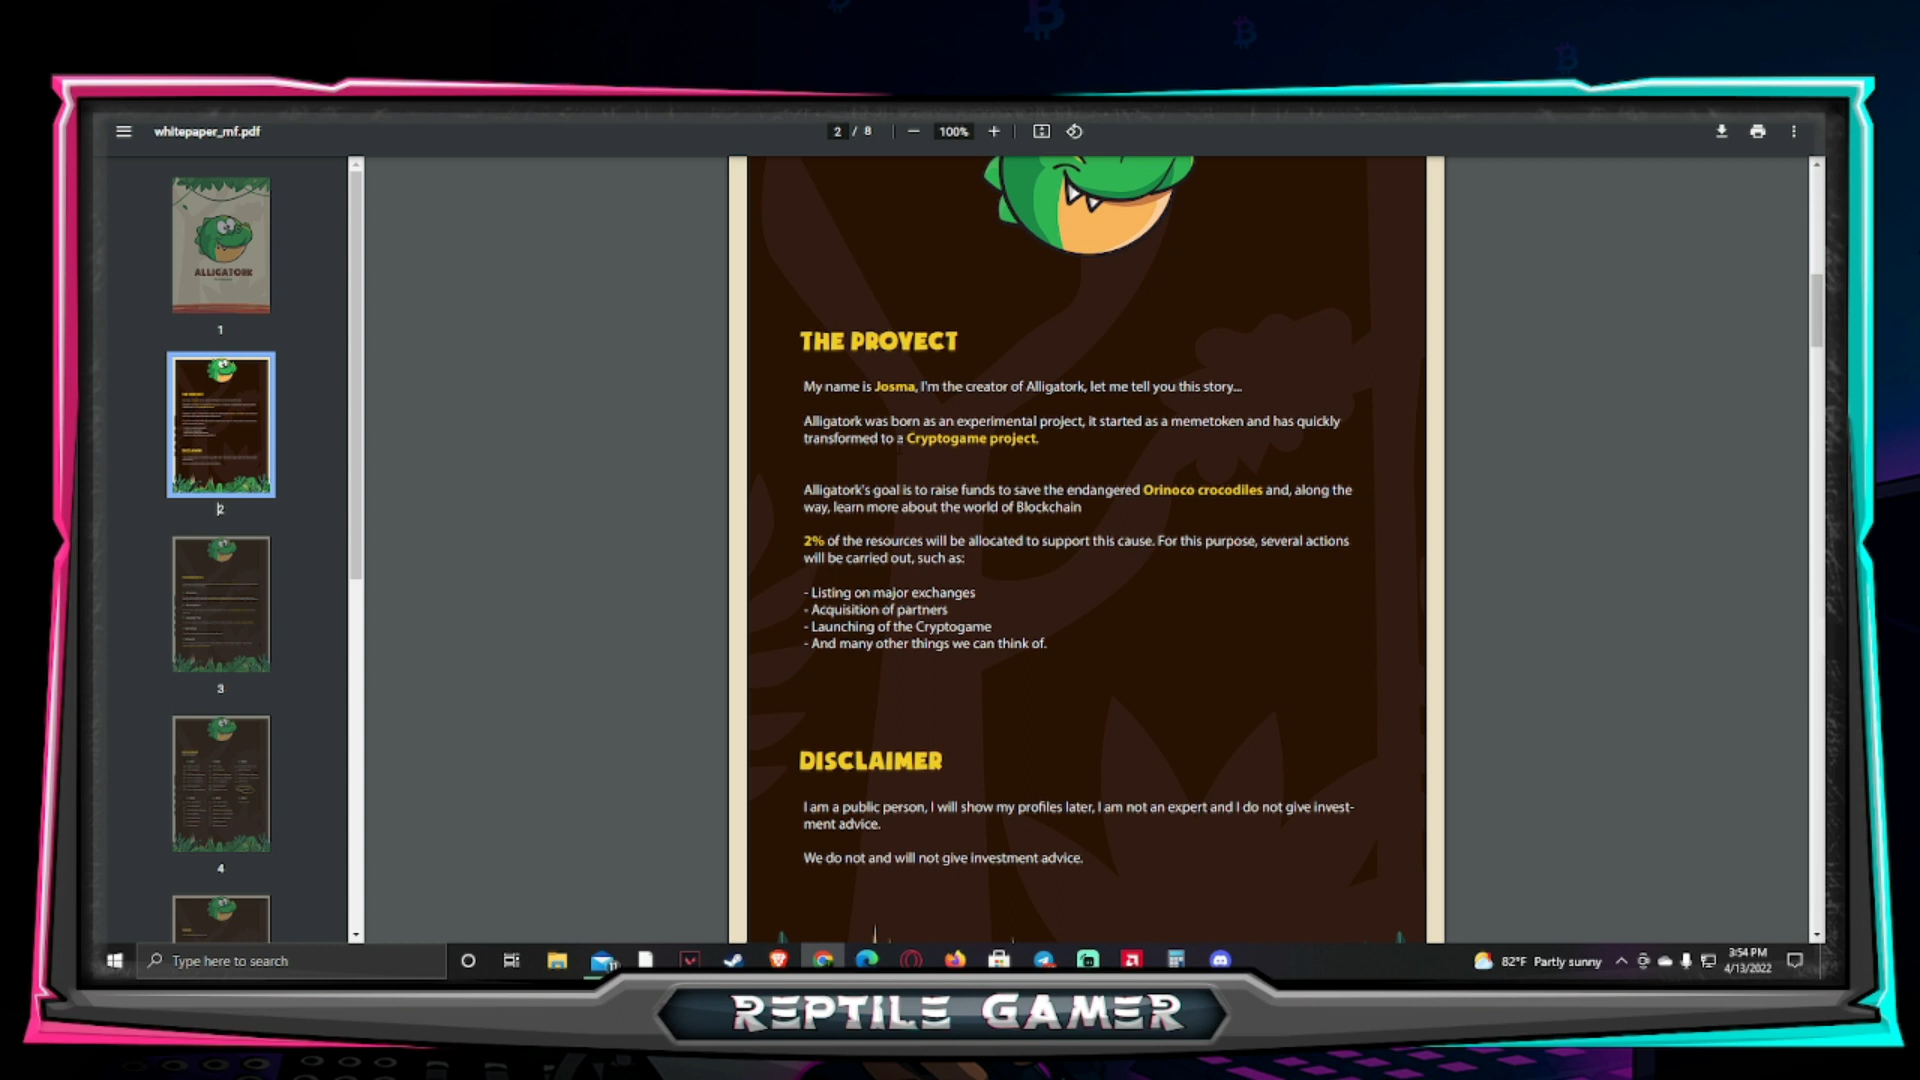 whitepaper_mf.pdf
2 / 8
100%
ALLIGATORK
1
2
3
4
THE PROYECT
My name is Josma, I'm the creator of Alligatork, let me tell you this story...
Alligatork was born as an experimental project, it started as a memetoken and has quickly
transformed to a Cryptogame project.
Alligatork's goal is to raise funds to save the endangered Orinoco crocodiles and, along the
way, learn more about the world of Blockchain
2% of the resources will be allocated to support this cause. For this purpose, several actions
will be carried out, such as:
- Listing on major exchanges
- Acquisition of partners
- Launching of the Cryptogame
- And many other things we can think of.
DISCLAIMER
I am a public person, I will show my profiles later, I am not an expert and I do not give invest-
ment advice.
We do not and will not give investment advice.
Type here to search
11
82°F Partly sunny
3:54 PM
4/13/2022
REPTILE GAMER